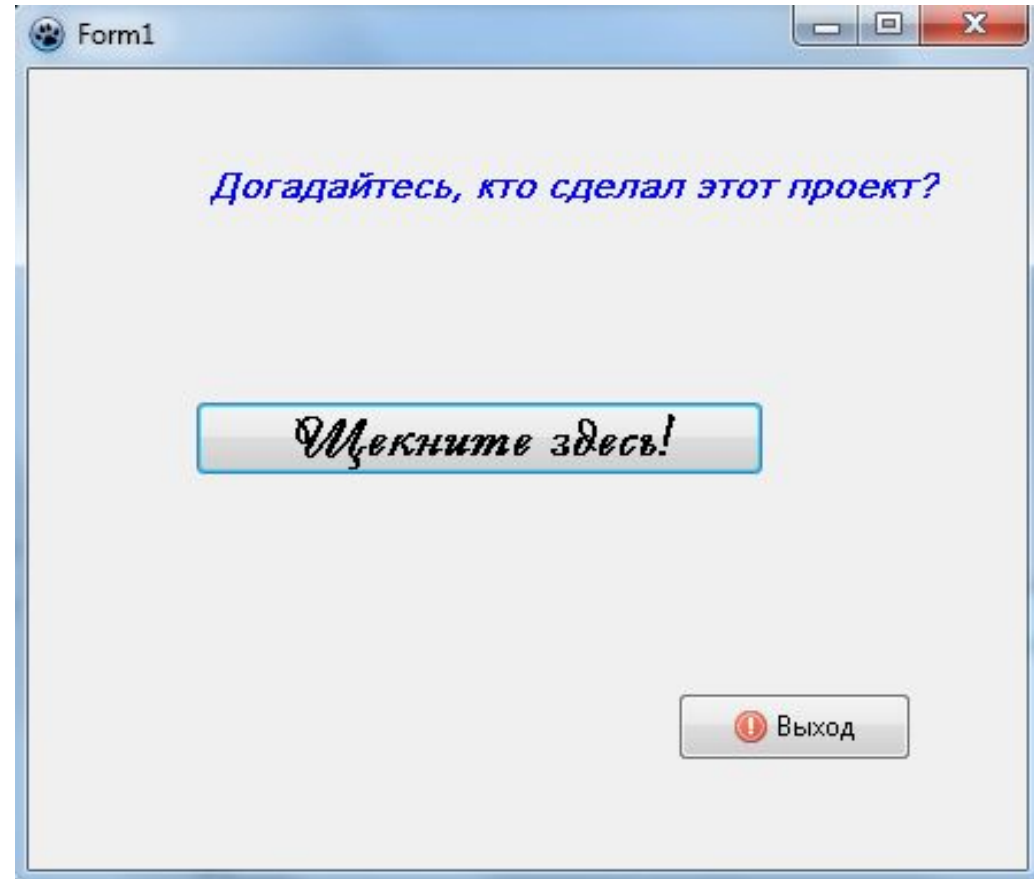 Form1
Догадайтесь, кто сделал этот проект?
Щекните здесь!
Выход